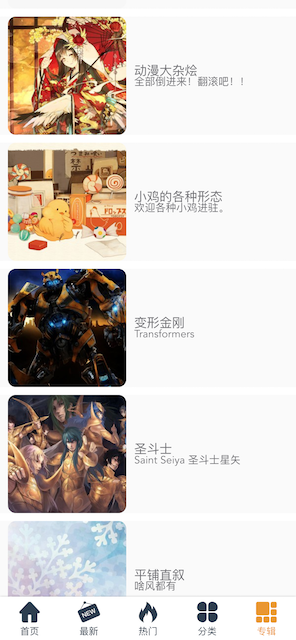 动漫大杂烩
全部倒进来！翻滚吧！！
小鸡的各种形态
欢迎各种小鸡进驻。
变形金刚
Transformers
圣斗士
Saint Seiya 圣斗士星矢
平铺直叙
啥风都有
NEW
首页
最新
热门
分类
专辑